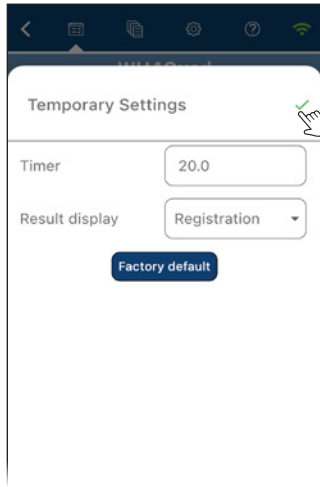 Temporary Settings
Timer
20.0
Result display
Registration
Factory default